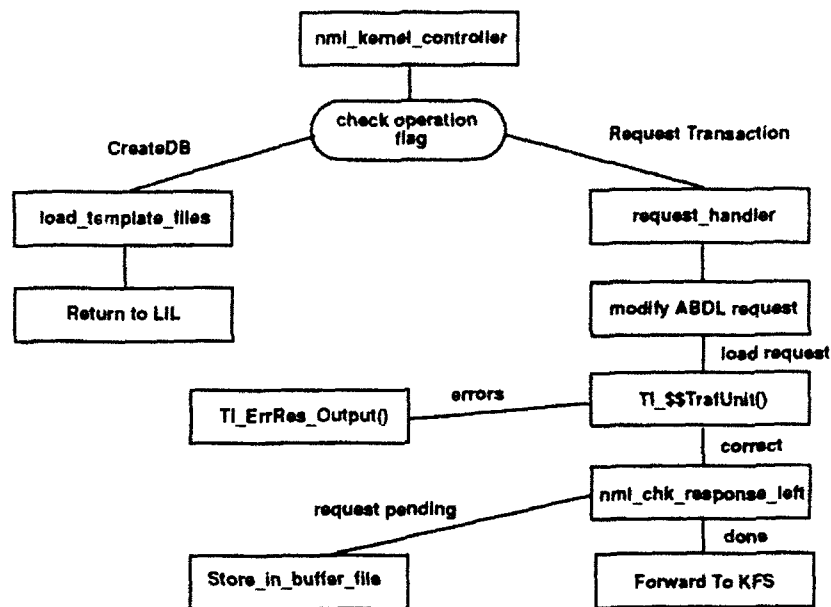 nml_kernel_controller
check operation
flag
CreateDB
Request Transaction
load_template_files
request_handler
Return to LIL
modify ABDL request
load request
errors
TI_ErrRes_Output()
TI_$$TrafUnit()
correct
request pending
nml_chk_response_left
done
Store_in_buffer_file
Forward To KFS